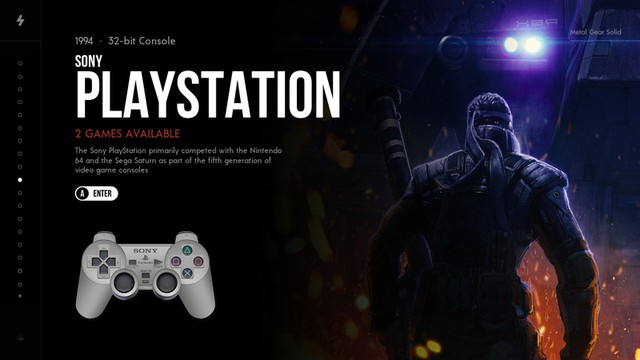 1994 · 32-bit Console
Metal Gear Solid
SONY
PLAYSTATION
2 GAMES AVAILABLE
The Sony PlayStation primarily competed with the Nintendo
64 and the Sega Saturn as part of the fifth generation of
video game consoles
A ENTER
SONY